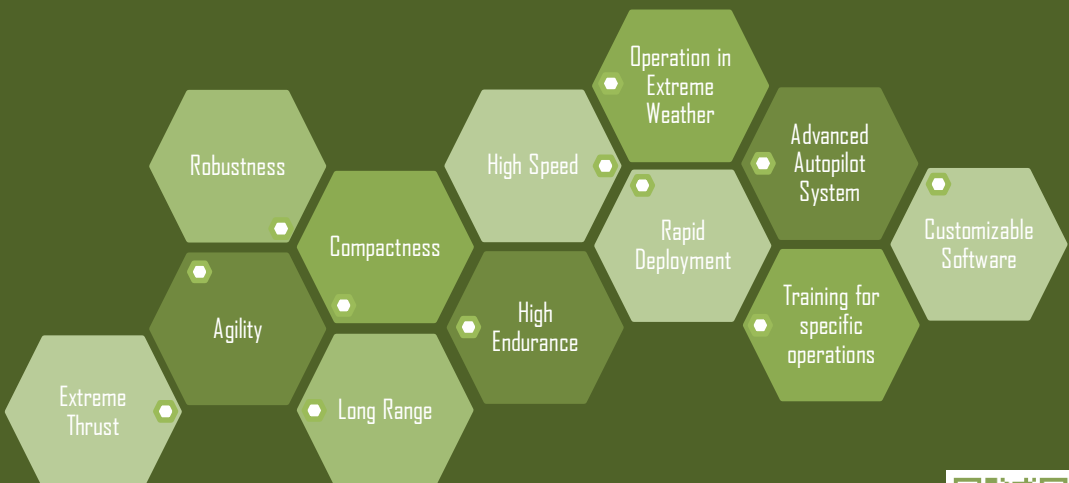 Operation in
Extreme
Weather
Robustness
High Speed
Advanced
Autopilot
System
Compactness
Rapid
Deployment
Customizable
Software
Agility
High
Endurance
Training for
specific
operations
Extreme
Thrust
Long Range